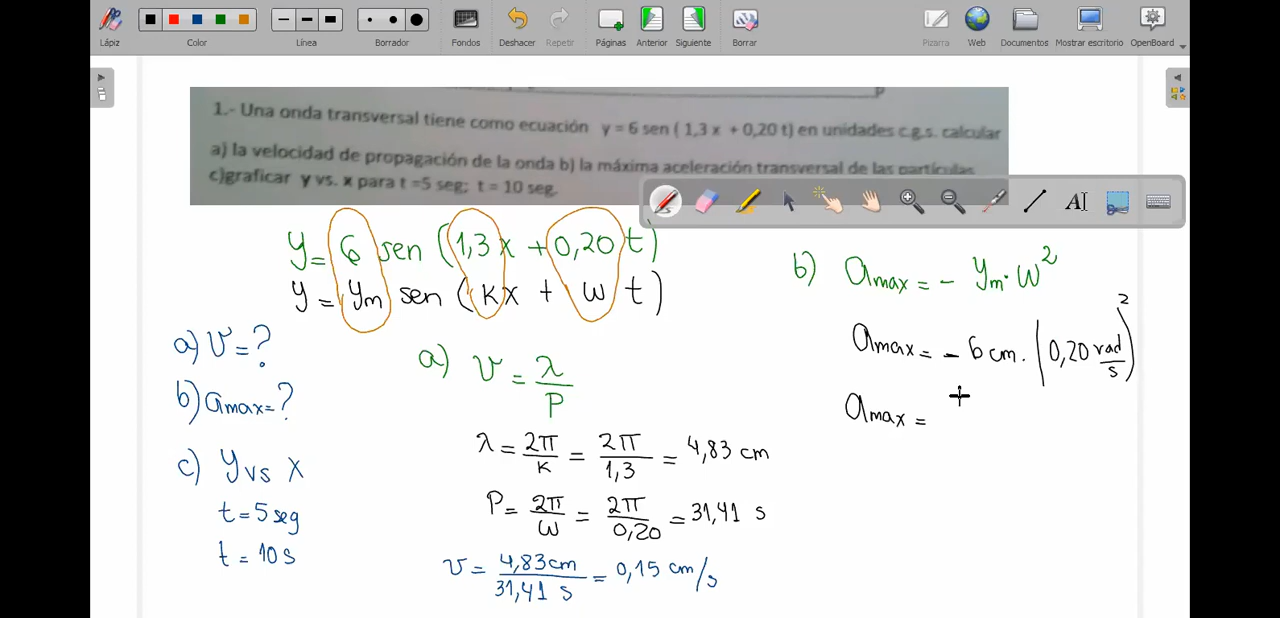 Lápiz
Color
Línea
Borrador
Fondos
Deshacer
Repetir
Páginas
Anterior
Siguiente
Borrar
Pizarra
Web
Documentos
Mostrar escritorio
OpenBoard
1.- Una onda transversal tiene como ecuación y = 6 sen ( 1,3 x + 0,20 t) en unidades c.g.s. calcular
a) la velocidad de propagación de la onda b) la máxima aceleración transversal de las partículas
c)graficar y vs. x para t =5 seg; t = 10 seg.
y = 6 sen (1,3 x + 0,20 t)
y = ym sen (kx + w t)
a) v = ?
b) amax = ?
c) y vs x
t = 5 seg
t = 10 s
a) v = λ/P
λ = 2π/k = 2π/1,3 = 4,83 cm
P = 2π/w = 2π/0,20 = 31,41 s
v = 4,83 cm/31,41 s = 0,15 cm/s
b) amax = - ym . w²
amax = - 6 cm . (0,20 rad/s)²
amax =